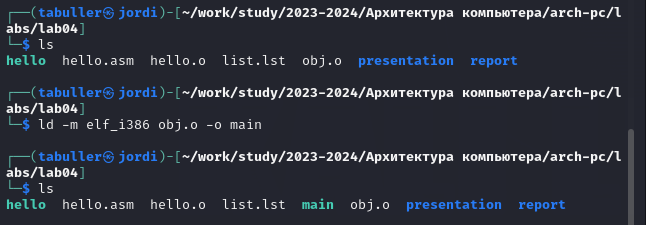 ┌──(tabuller㉿jordi)-[~/work/study/2023-2024/Архитектура компьютера/arch-pc/l
abs/lab04]
└─$ ls
hello  hello.asm  hello.o  list.lst  obj.o  presentation  report
┌──(tabuller㉿jordi)-[~/work/study/2023-2024/Архитектура компьютера/arch-pc/l
abs/lab04]
└─$ ld -m elf_i386 obj.o -o main
┌──(tabuller㉿jordi)-[~/work/study/2023-2024/Архитектура компьютера/arch-pc/l
abs/lab04]
└─$ ls
hello  hello.asm  hello.o  list.lst  main  obj.o  presentation  report